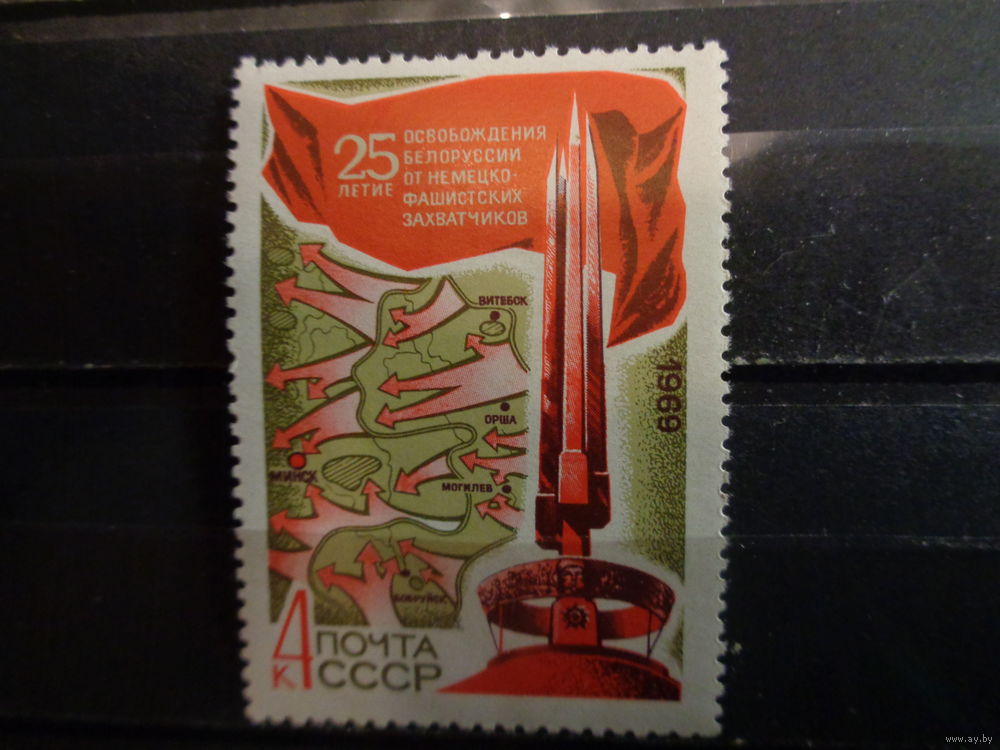 25
ЛЕТИЕ
ОСВОБОЖДЕНИЯ
БЕЛОРУССИИ
ОТ НЕМЕЦКО-
ФАШИСТСКИХ
ЗАХВАТЧИКОВ
ВИТЕБСК
1969
ОРША
МИНСК
МОГИЛЕВ
БОБРУЙСК
4 К
ПОЧТА
СССР
© www.ay.by